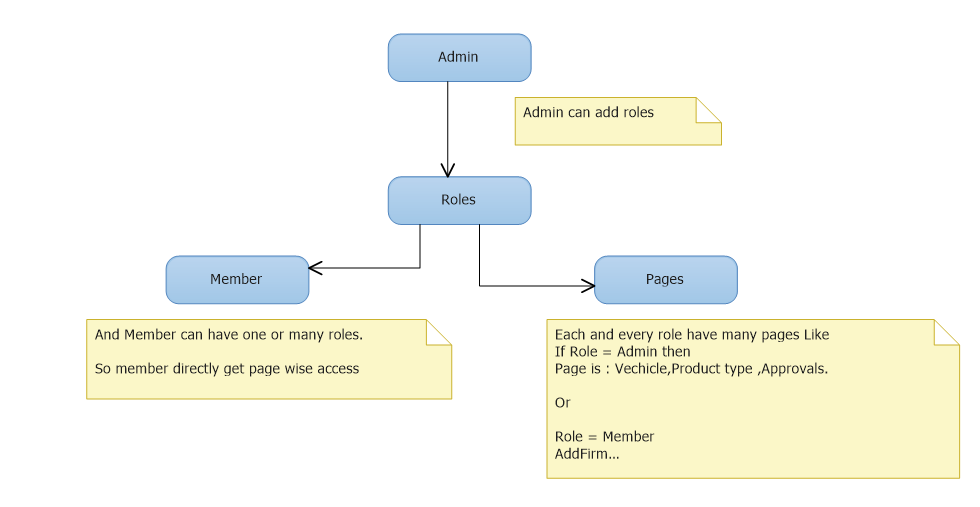 Admin
Admin can add roles
Roles
Member
Pages
And Member can have one or many roles.
So member directly get page wise access
Each and every role have many pages Like
If Role = Admin then
Page is : Vechicle,Product type ,Approvals.
Or
Role = Member
AddFirm...